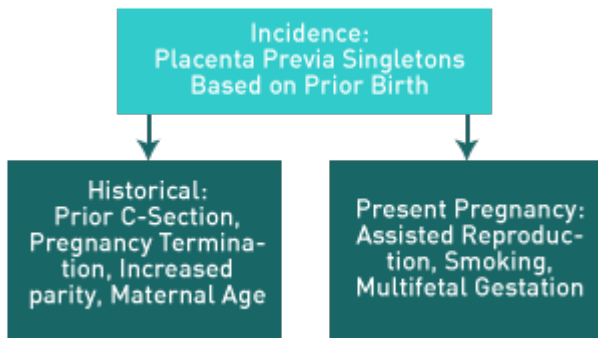 Incidence:
Placenta Previa Singletons
Based on Prior Birth
Historical:
Prior C-Section,
Pregnancy Termina-
tion, Increased
parity, Maternal Age
Present Pregnancy:
Assisted Reproduc-
tion, Smoking,
Multifetal Gestation